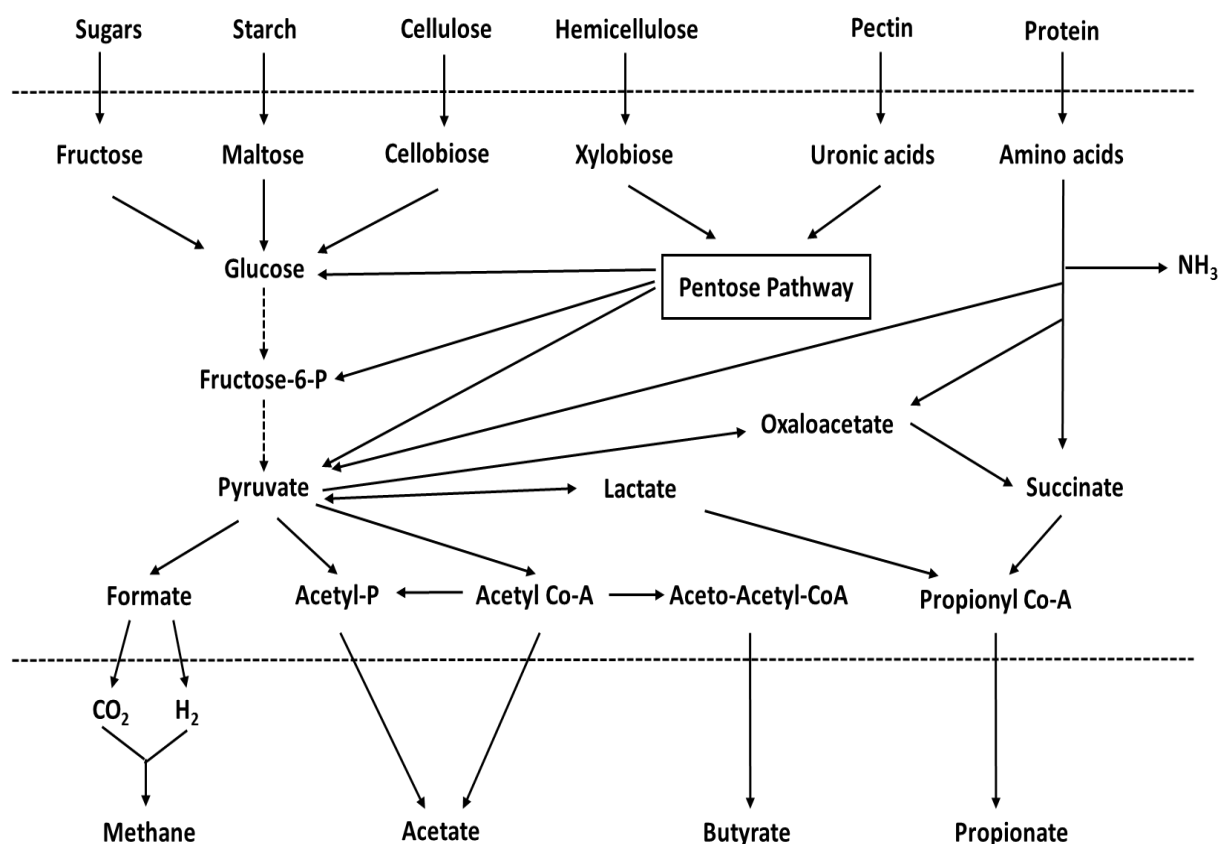 Sugars Starch Cellulose Hemicellulose Pectin Protein
Fructose Maltose Cellobiose Xylobiose Uronic acids Amino acids
Glucose Pentose Pathway NH₃
Fructose-6-P
Oxaloacetate
Pyruvate Lactate Succinate
Formate Acetyl-P Acetyl Co-A Aceto-Acetyl-CoA Propionyl Co-A
CO₂ H₂
Methane Acetate Butyrate Propionate